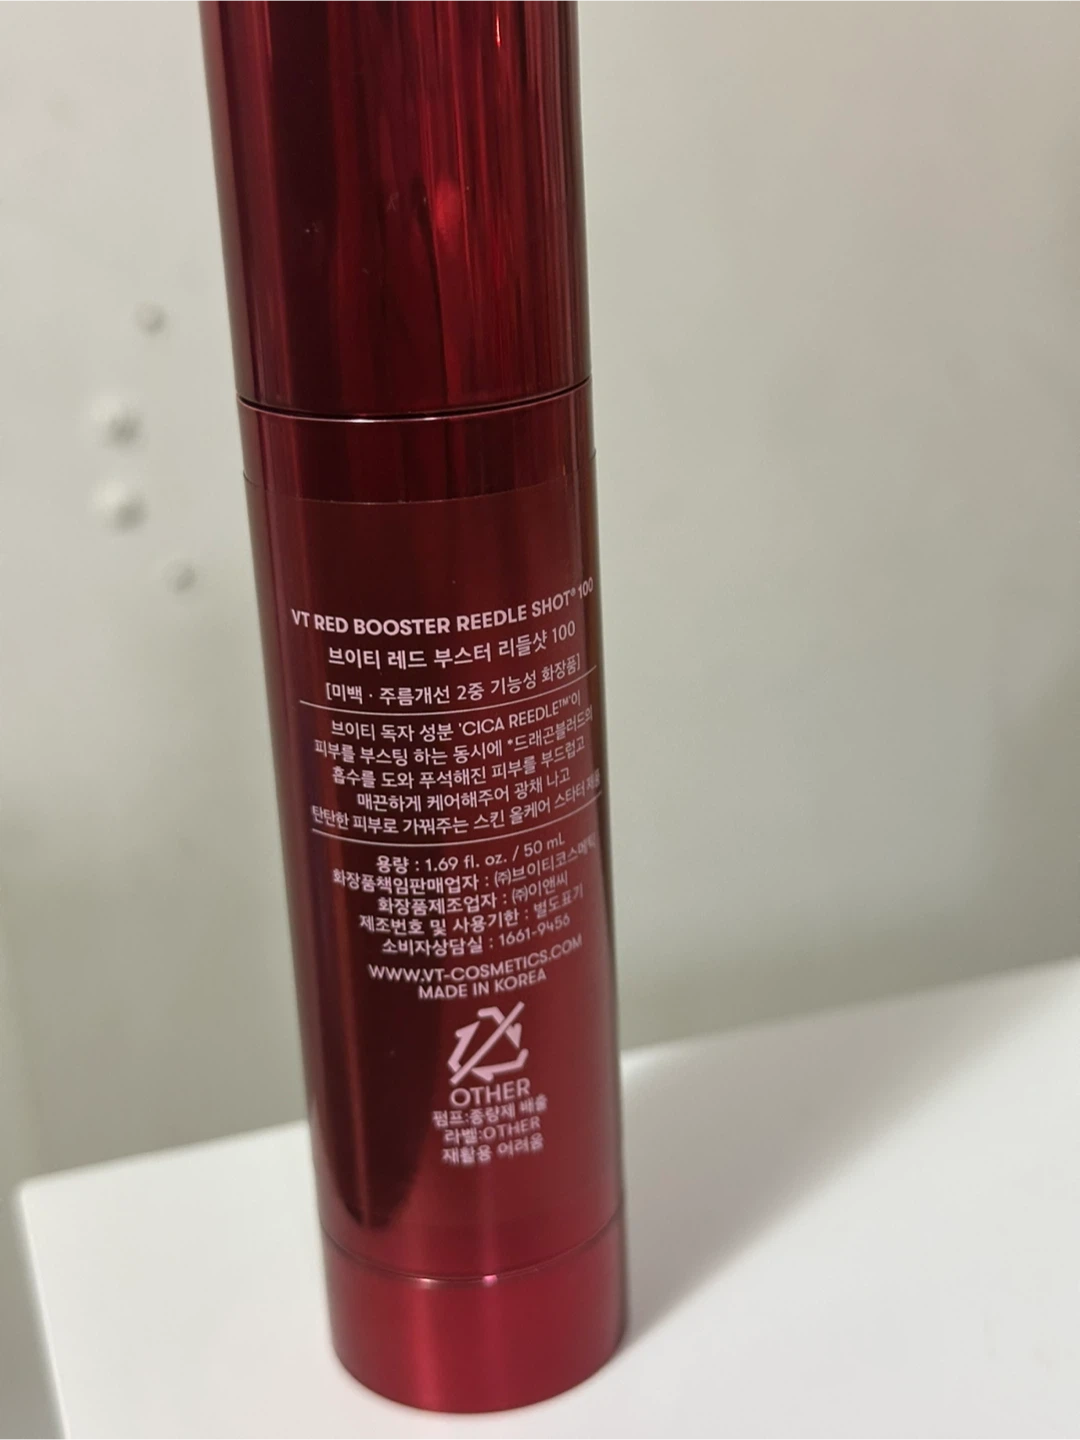 VT RED BOOSTER REEDLE SHOT® 100
브이티 레드 부스터 리들샷 100
[미백 · 주름개선 2중 기능성 화장품]
브이티 독자 성분 'CICA REEDLE™'이
피부를 부스팅 하는 동시에 *드래곤블러드의
흡수를 도와 푸석해진 피부를 부드럽고
매끈하게 케어해주어 광채 나고
탄탄한 피부로 가꿔주는 스킨 올케어 스타터 제품
용량 : 1.69 fl. oz. / 50 mL
화장품책임판매업자 : ㈜브이티코스메틱
화장품제조업자 : ㈜이앤씨
제조번호 및 사용기한 : 별도표기
소비자상담실 : 1661-9456
WWW.VT-COSMETICS.COM
MADE IN KOREA
OTHER
펌프:종량제 배출
라벨:OTHER
재활용 어려움